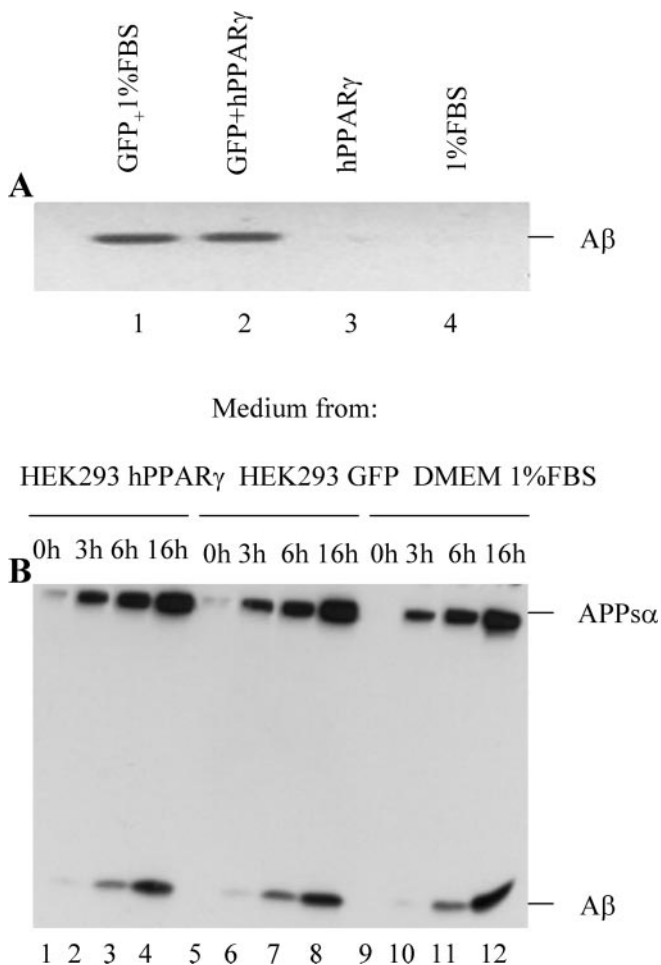 GFP+1%FBS
GFP+hPPARγ
hPPARγ
1%FBS
A
Aβ
1 2 3 4
Medium from:
HEK293 hPPARγ HEK293 GFP DMEM 1%FBS
0h 3h 6h 16h 0h 3h 6h 16h 0h 3h 6h 16h
B
APPsα
Aβ
1 2 3 4 5 6 7 8 9 10 11 12